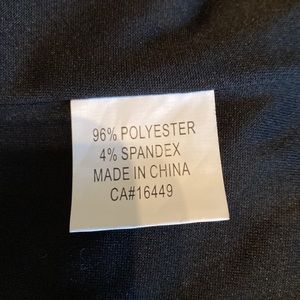 96% POLYESTER
4% SPANDEX
MADE IN CHINA
CA#16449